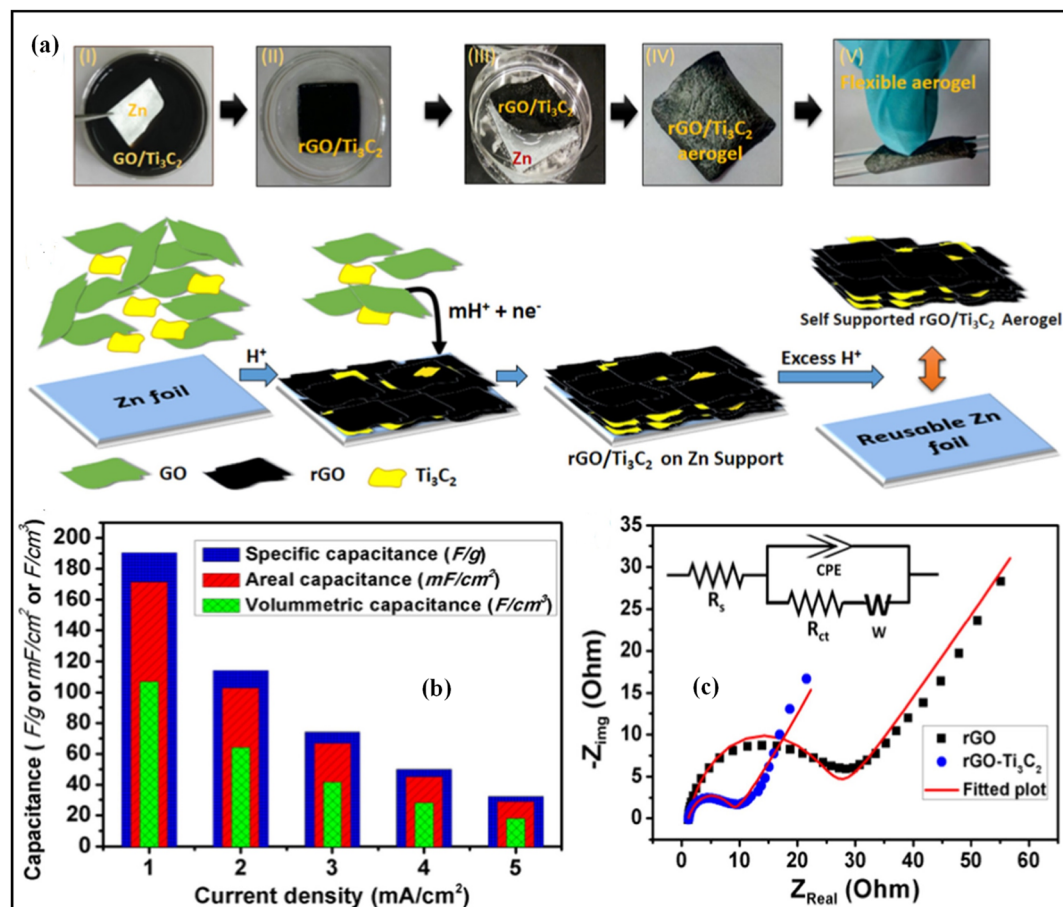 (a)
(I)
Zn
GO/Ti₃C₂
(II)
rGO/Ti₃C₂
(III)
rGO/Ti₃C₂
Zn
(IV)
rGO/Ti₃C₂
aerogel
(V)
Flexible aerogel
mH⁺ + ne⁻
Self Supported rGO/Ti₃C₂ Aerogel
H⁺
Excess H⁺
Zn foil
Reusable Zn
foil
rGO/Ti₃C₂ on Zn Support
GO
rGO
Ti₃C₂
Capacitance ( F/g or mF/cm² or F/cm³)
200
180
160
140
120
100
80
60
40
20
0
Specific capacitance (F/g)
Areal capacitance (mF/cm²)
Volummetric capacitance (F/cm³)
(b)
1 2 3 4 5
Current density (mA/cm²)
-Zimg (Ohm)
35
30
25
20
15
10
5
0
CPE
Rs
Rct
W
(c)
rGO
rGO-Ti₃C₂
Fitted plot
0 10 20 30 40 50 60
ZReal (Ohm)